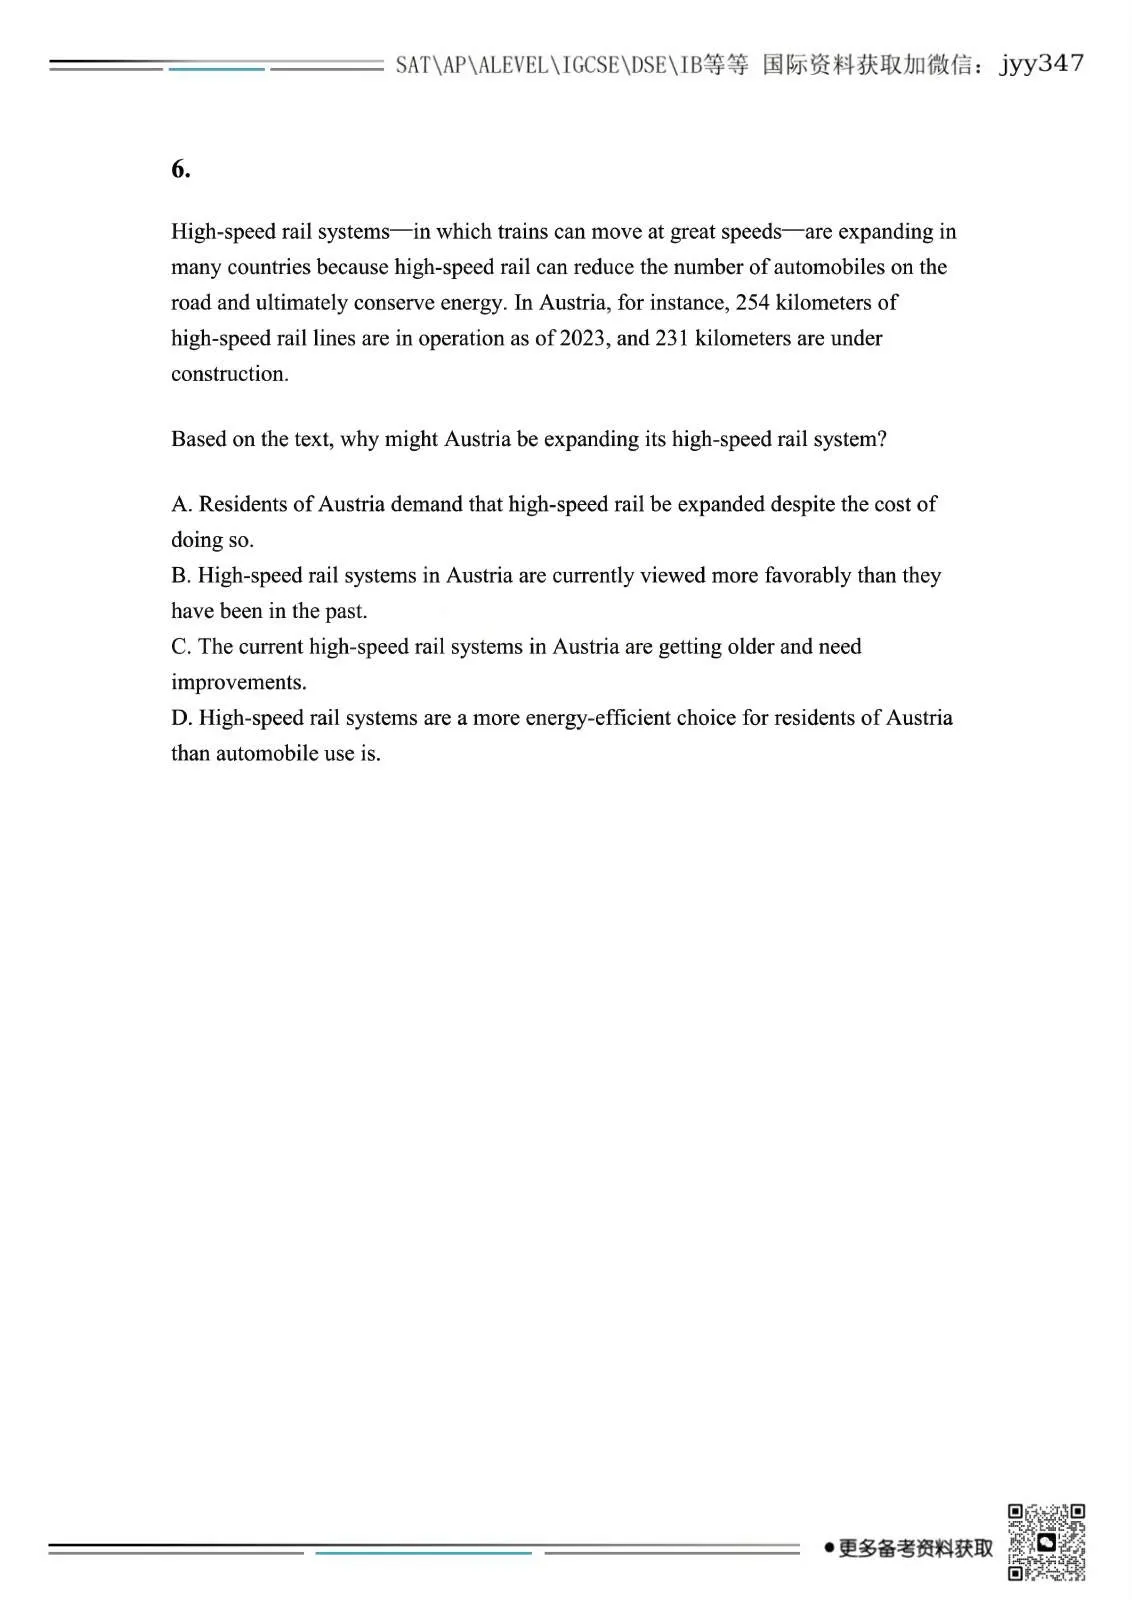 SAT\AP\ALEVEL\IGCSE\DSE\IB等等 国际资料获取加微信：jyy347
6.
High-speed rail systems—in which trains can move at great speeds—are expanding in
many countries because high-speed rail can reduce the number of automobiles on the
road and ultimately conserve energy. In Austria, for instance, 254 kilometers of
high-speed rail lines are in operation as of 2023, and 231 kilometers are under
construction.
Based on the text, why might Austria be expanding its high-speed rail system?
A. Residents of Austria demand that high-speed rail be expanded despite the cost of
doing so.
B. High-speed rail systems in Austria are currently viewed more favorably than they
have been in the past.
C. The current high-speed rail systems in Austria are getting older and need
improvements.
D. High-speed rail systems are a more energy-efficient choice for residents of Austria
than automobile use is.
●更多备考资料获取